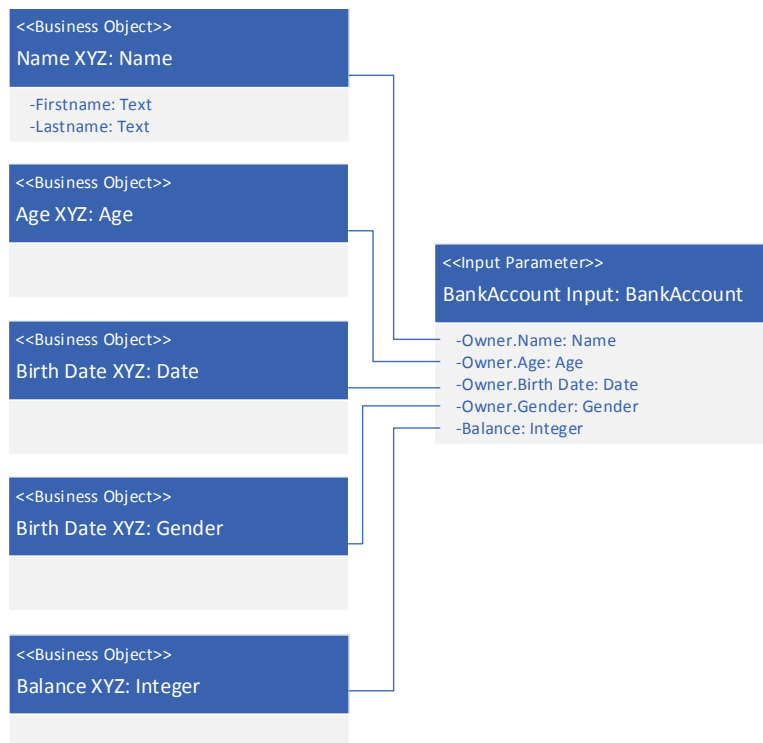 <<Business Object>>
Name XYZ: Name
-Firstname: Text
-Lastname: Text
<<Business Object>>
Age XYZ: Age
<<Business Object>>
Birth Date XYZ: Date
<<Business Object>>
Birth Date XYZ: Gender
<<Business Object>>
Balance XYZ: Integer
<<Input Parameter>>
BankAccount Input: BankAccount
-Owner.Name: Name
-Owner.Age: Age
-Owner.Birth Date: Date
-Owner.Gender: Gender
-Balance: Integer